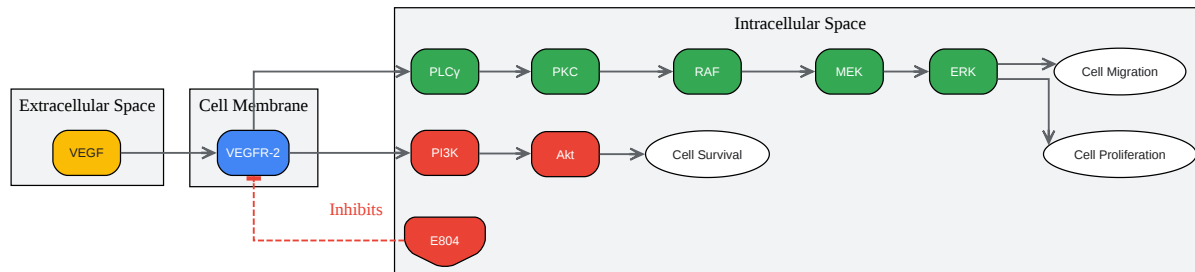 Intracellular Space
PLCγ
PKC
RAF
MEK
ERK
Cell Migration
Extracellular Space
Cell Membrane
VEGF
VEGFR-2
PI3K
Akt
Cell Survival
Cell Proliferation
Inhibits
E804